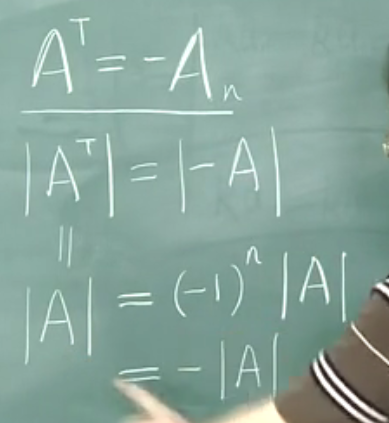 Aᵀ = -Aₙ
|Aᵀ| = |-A|
||
|A| = (-1)ⁿ |A|
= -|A|